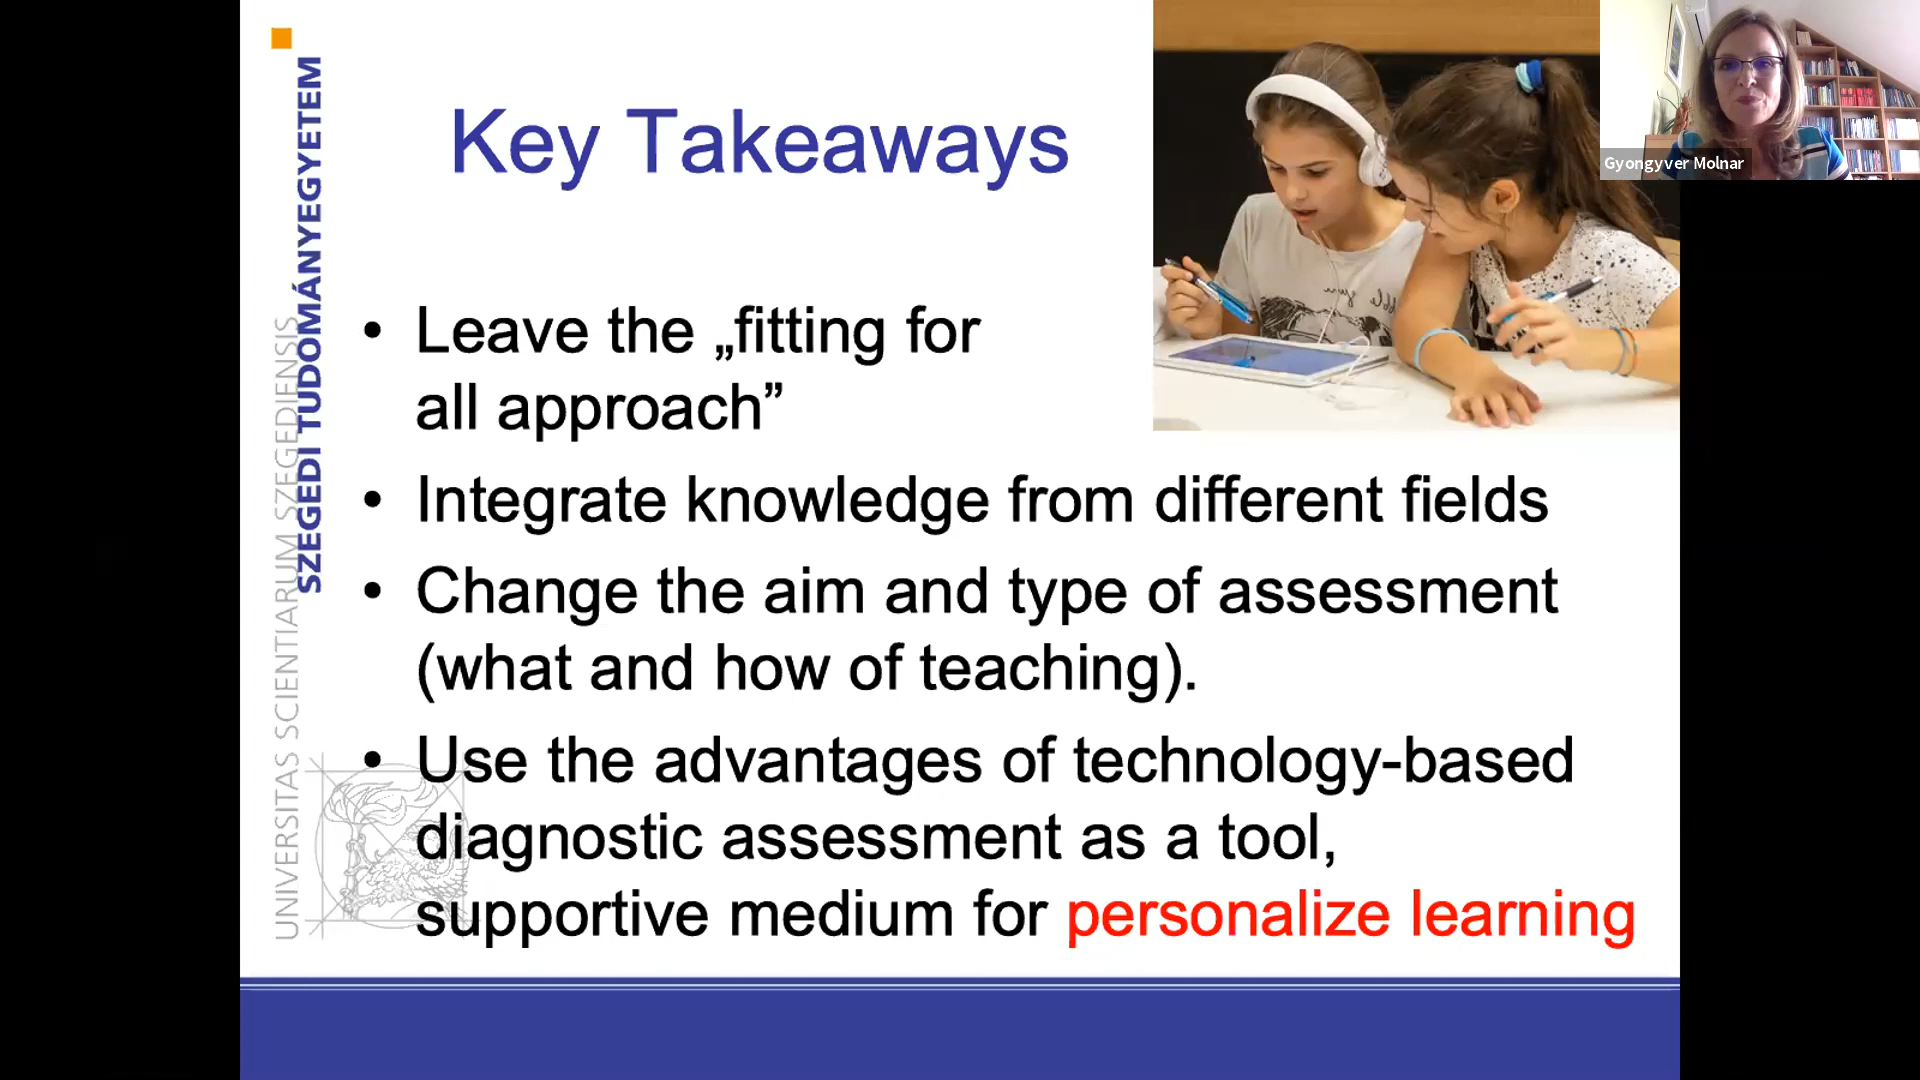 SZEGEDI TUDOMÁNYEGYETEM
UNIVERSITAS SCIENTIARUM SZEGEDIENSIS
Key Takeaways
Gyongyver Molnar
• Leave the „fitting for
all approach”
• Integrate knowledge from different fields
• Change the aim and type of assessment
(what and how of teaching).
• Use the advantages of technology-based
diagnostic assessment as a tool,
supportive medium for personalize learning